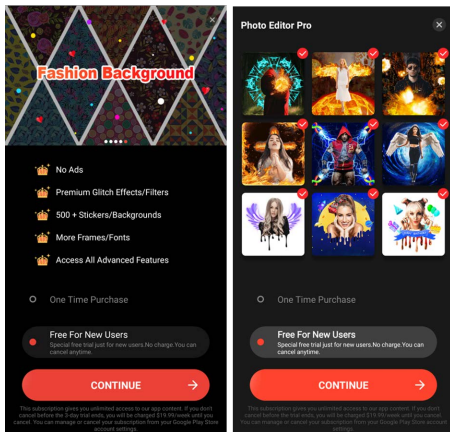 Fashion Background
No Ads
Premium Glitch Effects/Filters
500 + Stickers/Backgrounds
More Frames/Fonts
Access All Advanced Features
One Time Purchase
Free For New Users
Special free trial just for new users.No charge.You can
cancel anytime.
CONTINUE
This subscription gives you unlimited access to our app content. If you don't
cancel before the 3-day trial ends, you will be charged $19.99/week until you
cancel. You can manage or cancel your subscription from your Google Play Store
account settings.
Photo Editor Pro
One Time Purchase
Free For New Users
Special free trial just for new users.No charge.You can
cancel anytime.
CONTINUE
This subscription gives you unlimited access to our app content. If you don't
cancel before the 3-day trial ends, you will be charged $19.99/week until you
cancel. You can manage or cancel your subscription from your Google Play Store
account settings.